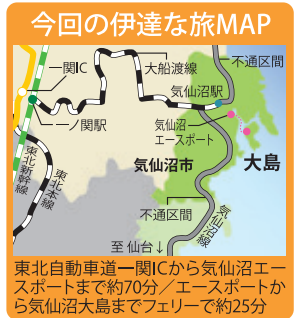 今回の伊達な旅MAP
一関IC
大船渡線
不通区間
気仙沼駅
一ノ関駅
気仙沼
エースポート
大島
気仙沼市
東北新幹線
東北本線
不通区間
気仙沼線
至 仙台↓
東北自動車道一関ICから気仙沼エー
スポートまで約70分／エースポートか
ら気仙沼大島までフェリーで約25分